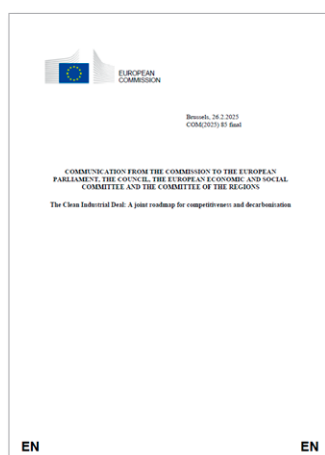 EUROPEAN
COMMISSION
Brussels, 26.2.2025
COM(2025) 85 final
COMMUNICATION FROM THE COMMISSION TO THE EUROPEAN
PARLIAMENT, THE COUNCIL, THE EUROPEAN ECONOMIC AND SOCIAL
COMMITTEE AND THE COMMITTEE OF THE REGIONS
The Clean Industrial Deal: A joint roadmap for competitiveness and decarbonisation
EN EN